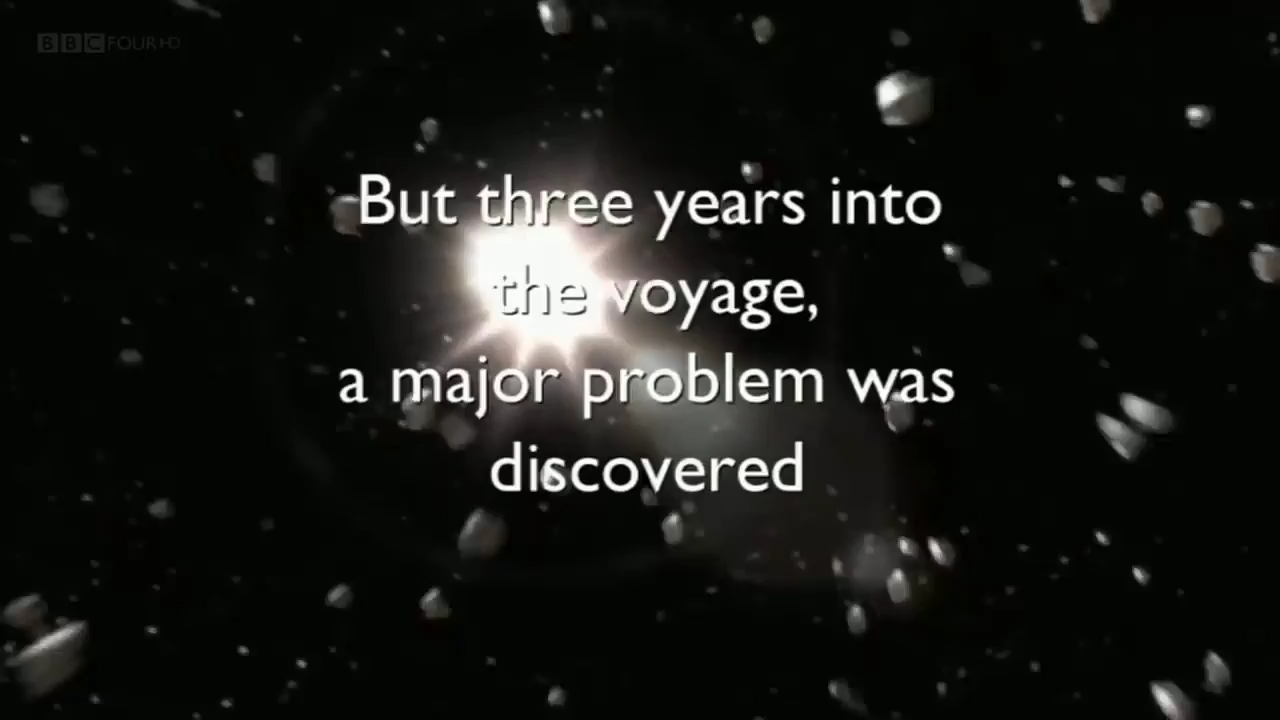 BBC FOUR HD
But three years into
the voyage,
a major problem was
discovered